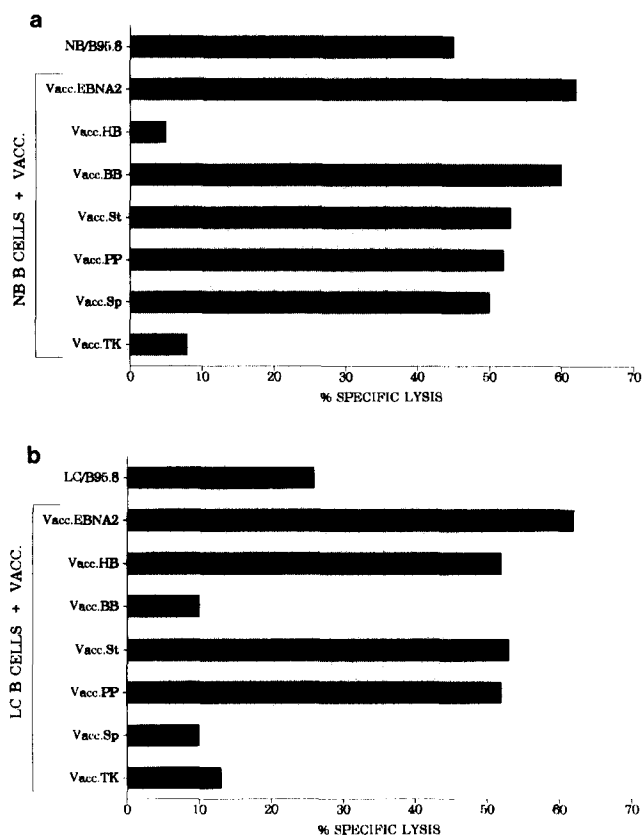 a
NB/B95.8
Vacc.EBNA2
Vacc.HB
Vacc.BB
Vacc.St
Vacc.PP
Vacc.Sp
Vacc.TK
NB B CELLS + VACC.
0 10 20 30 40 50 60 70
% SPECIFIC LYSIS
b
LC/B95.8
Vacc.EBNA2
Vacc.HB
Vacc.BB
Vacc.St
Vacc.PP
Vacc.Sp
Vacc.TK
LC B CELLS + VACC.
0 10 20 30 40 50 60 70
% SPECIFIC LYSIS